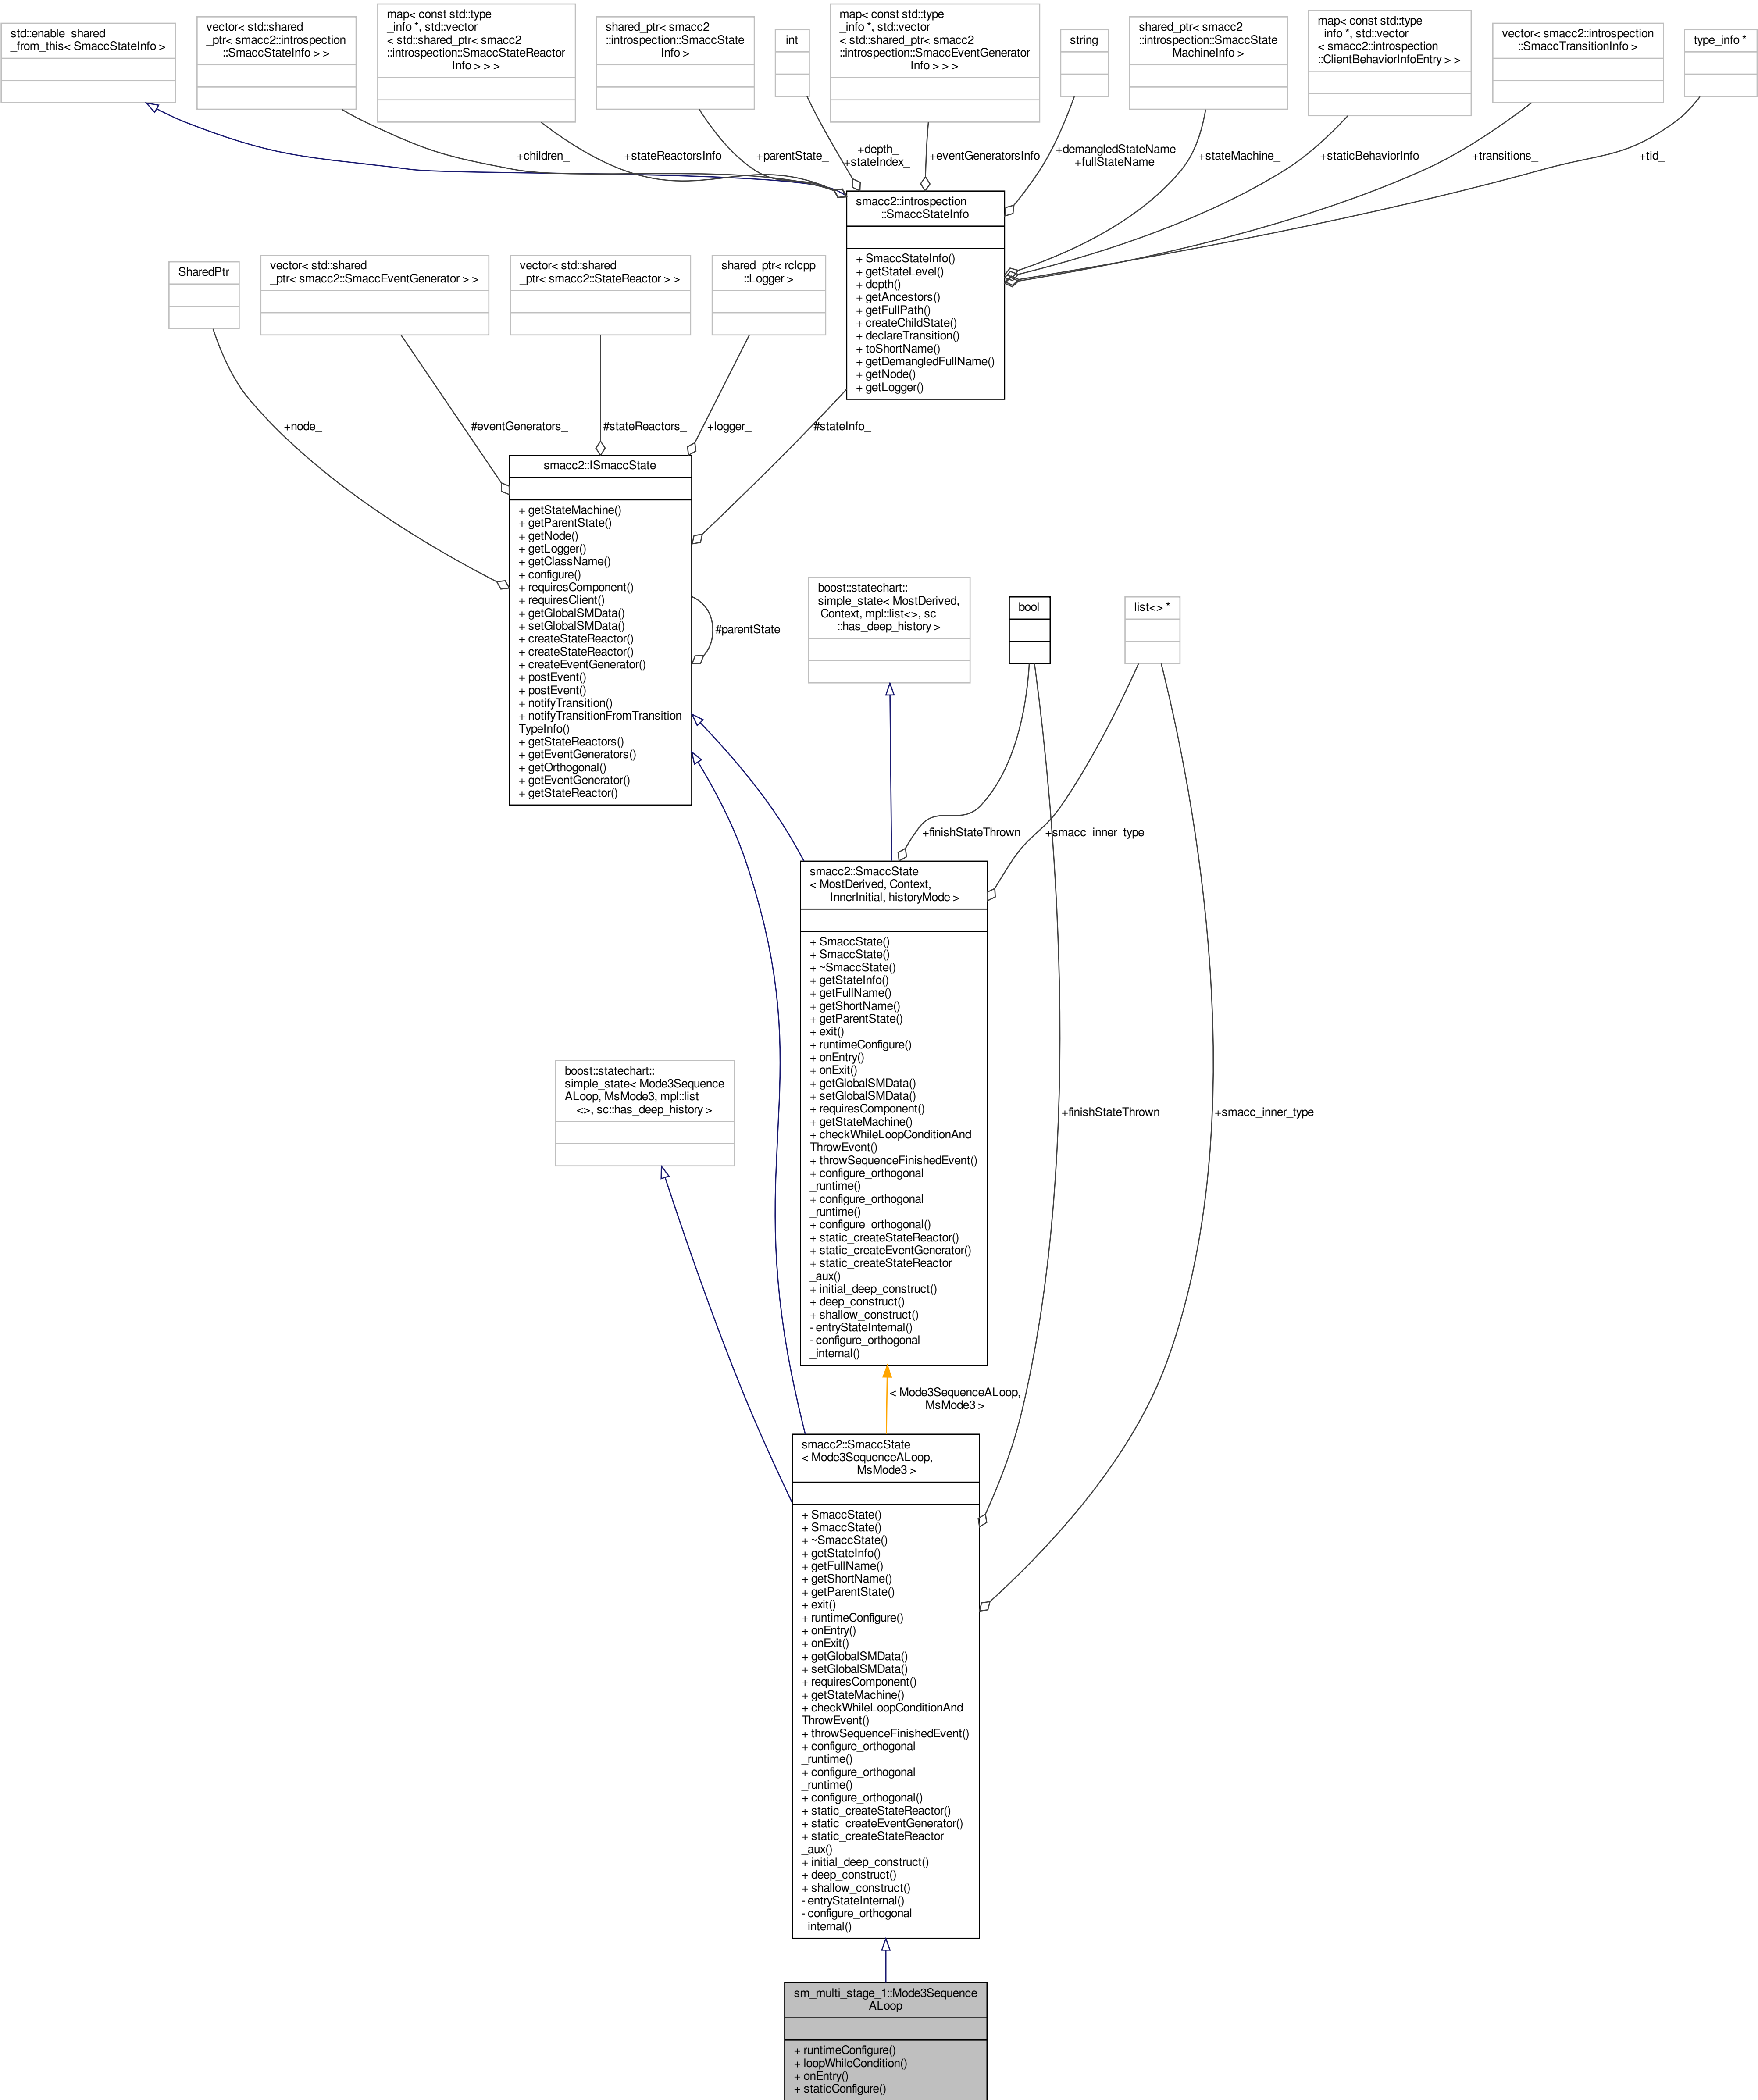 std::enable_shared
_from_this< SmaccStateInfo >
vector< std::shared
_ptr< smacc2::introspection
::SmaccStateInfo > >
map< const std::type
_info *, std::vector
< std::shared_ptr< smacc2
::introspection::SmaccStateReactor
Info > > >
shared_ptr< smacc2
::introspection::SmaccState
Info >
int
map< const std::type
_info *, std::vector
< std::shared_ptr< smacc2
::introspection::SmaccEventGenerator
Info > > >
string
shared_ptr< smacc2
::introspection::SmaccState
MachineInfo >
map< const std::type
_info *, std::vector
< smacc2::introspection
::ClientBehaviorInfoEntry > >
vector< smacc2::introspection
::SmaccTransitionInfo >
type_info *
+children_
+stateReactorsInfo
+parentState_
+depth_
+stateIndex_
+eventGeneratorsInfo
+demangledStateName
+fullStateName
+stateMachine_
+staticBehaviorInfo
+transitions_
+tid_
smacc2::introspection
::SmaccStateInfo
+ SmaccStateInfo()
+ getStateLevel()
+ depth()
+ getAncestors()
+ getFullPath()
+ createChildState()
+ declareTransition()
+ toShortName()
+ getDemangledFullName()
+ getNode()
+ getLogger()
SharedPtr
vector< std::shared
_ptr< smacc2::SmaccEventGenerator > >
vector< std::shared
_ptr< smacc2::StateReactor > >
shared_ptr< rclcpp
::Logger >
+node_
#eventGenerators_
#stateReactors_
+logger_
#stateInfo_
smacc2::ISmaccState
+ getStateMachine()
+ getParentState()
+ getNode()
+ getLogger()
+ getClassName()
+ configure()
+ requiresComponent()
+ requiresClient()
+ getGlobalSMData()
+ setGlobalSMData()
+ createStateReactor()
+ createStateReactor()
+ createEventGenerator()
+ postEvent()
+ postEvent()
+ notifyTransition()
+ notifyTransitionFromTransition
TypeInfo()
+ getStateReactors()
+ getEventGenerators()
+ getOrthogonal()
+ getEventGenerator()
+ getStateReactor()
#parentState_
boost::statechart::
simple_state< MostDerived,
Context, mpl::list<>, sc
::has_deep_history >
bool
list<> *
+finishStateThrown
+smacc_inner_type
smacc2::SmaccState
< MostDerived, Context,
InnerInitial, historyMode >
+ SmaccState()
+ SmaccState()
+ ~SmaccState()
+ getStateInfo()
+ getFullName()
+ getShortName()
+ getParentState()
+ exit()
+ runtimeConfigure()
+ onEntry()
+ onExit()
+ getGlobalSMData()
+ setGlobalSMData()
+ requiresComponent()
+ getStateMachine()
+ checkWhileLoopConditionAnd
ThrowEvent()
+ throwSequenceFinishedEvent()
+ configure_orthogonal
_runtime()
+ configure_orthogonal
_runtime()
+ configure_orthogonal()
+ static_createStateReactor()
+ static_createEventGenerator()
+ static_createStateReactor
_aux()
+ initial_deep_construct()
+ deep_construct()
+ shallow_construct()
- entryStateInternal()
- configure_orthogonal
_internal()
boost::statechart::
simple_state< Mode3Sequence
ALoop, MsMode3, mpl::list
<>, sc::has_deep_history >
+finishStateThrown
+smacc_inner_type
< Mode3SequenceALoop,
MsMode3 >
smacc2::SmaccState
< Mode3SequenceALoop,
MsMode3 >
+ SmaccState()
+ SmaccState()
+ ~SmaccState()
+ getStateInfo()
+ getFullName()
+ getShortName()
+ getParentState()
+ exit()
+ runtimeConfigure()
+ onEntry()
+ onExit()
+ getGlobalSMData()
+ setGlobalSMData()
+ requiresComponent()
+ getStateMachine()
+ checkWhileLoopConditionAnd
ThrowEvent()
+ throwSequenceFinishedEvent()
+ configure_orthogonal
_runtime()
+ configure_orthogonal
_runtime()
+ configure_orthogonal()
+ static_createStateReactor()
+ static_createEventGenerator()
+ static_createStateReactor
_aux()
+ initial_deep_construct()
+ deep_construct()
+ shallow_construct()
- entryStateInternal()
- configure_orthogonal
_internal()
sm_multi_stage_1::Mode3Sequence
ALoop
+ runtimeConfigure()
+ loopWhileCondition()
+ onEntry()
+ staticConfigure()